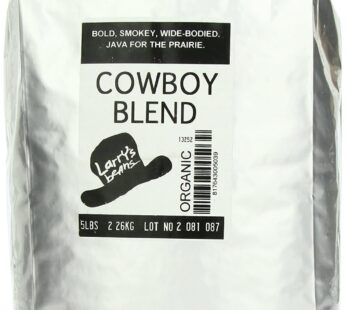 BOLD, SMOKEY, WIDE-BODIED.
JAVA FOR THE PRAIRIE.
COWBOY
BLEND
Larry's
beans
ORGANIC
13252
817643005039
5LBS 2 26KG LOT NO 2 081 087